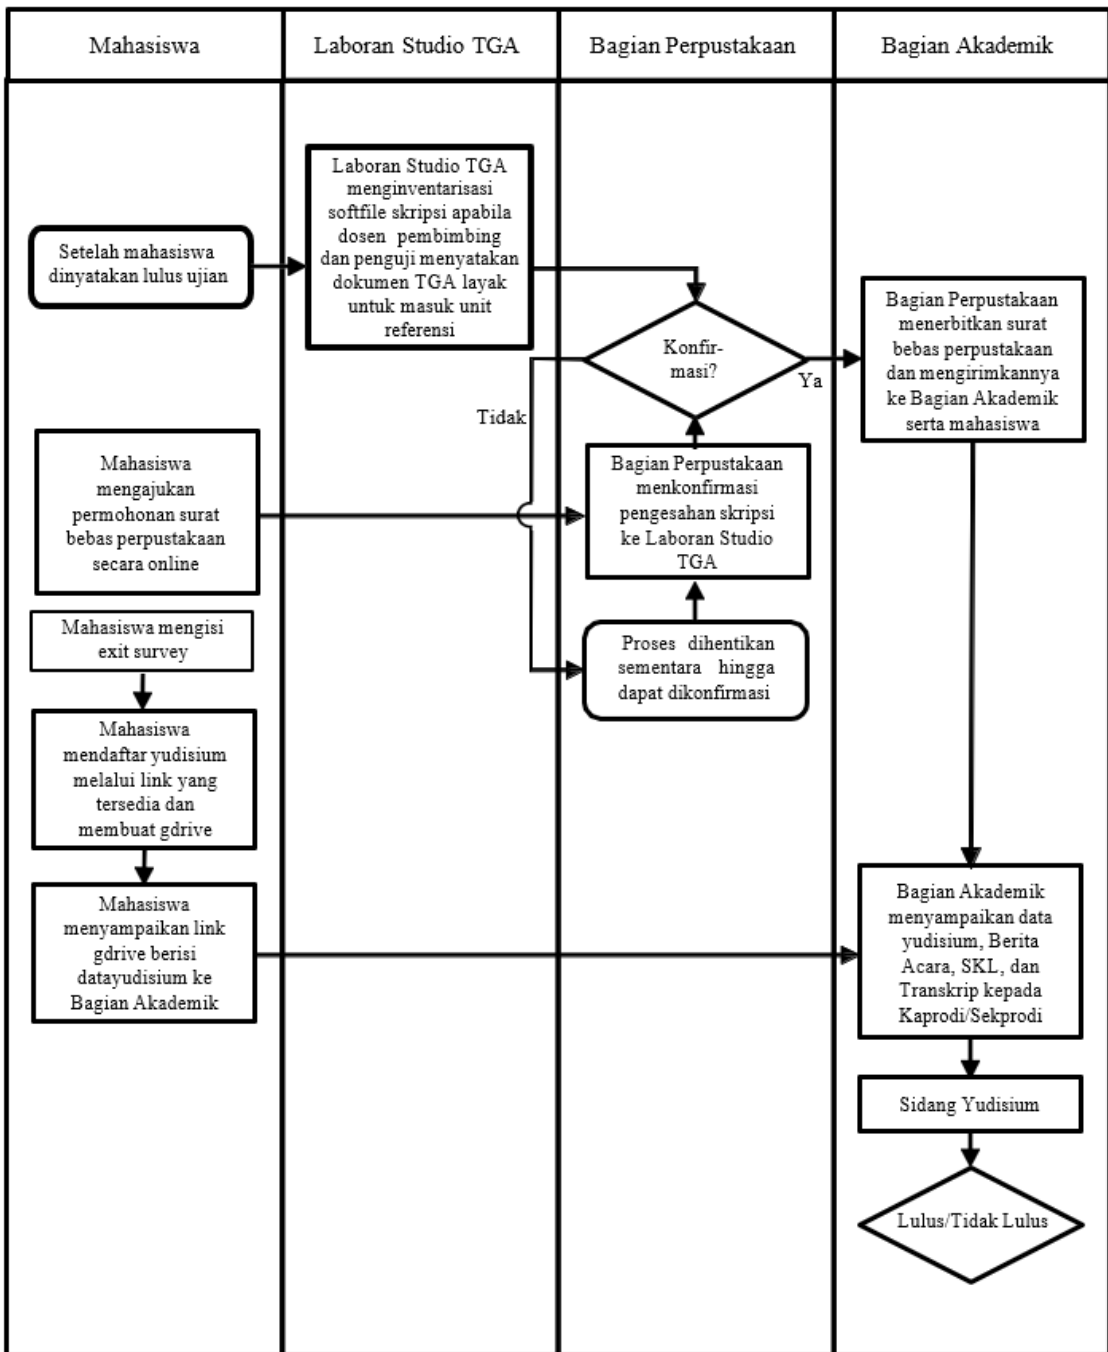 Mahasiswa
Laboran Studio TGA
Bagian Perpustakaan
Bagian Akademik
Setelah mahasiswa
dinyatakan lulus ujian
Laboran Studio TGA
menginventarisasi
softfile skripsi apabila
dosen pembimbing
dan penguji menyatakan
dokumen TGA layak
untuk masuk unit
referensi
Konfir-
masi?
Ya
Tidak
Bagian Perpustakaan
menerbitkan surat
bebas perpustakaan
dan mengirimkannya
ke Bagian Akademik
serta mahasiswa
Mahasiswa
mengajukan
permohonan surat
bebas perpustakaan
secara online
Bagian Perpustakaan
menkonfirmasi
pengesahan skripsi
ke Laboran Studio
TGA
Proses dihentikan
sementara hingga
dapat dikonfirmasi
Mahasiswa mengisi
exit survey
Mahasiswa
mendaftar yudisium
melalui link yang
tersedia dan
membuat gdrive
Mahasiswa
menyampaikan link
gdrive berisi
datayudisium ke
Bagian Akademik
Bagian Akademik
menyampaikan data
yudisium, Berita
Acara, SKL, dan
Transkrip kepada
Kaprodi/Sekprodi
Sidang Yudisium
Lulus/Tidak Lulus